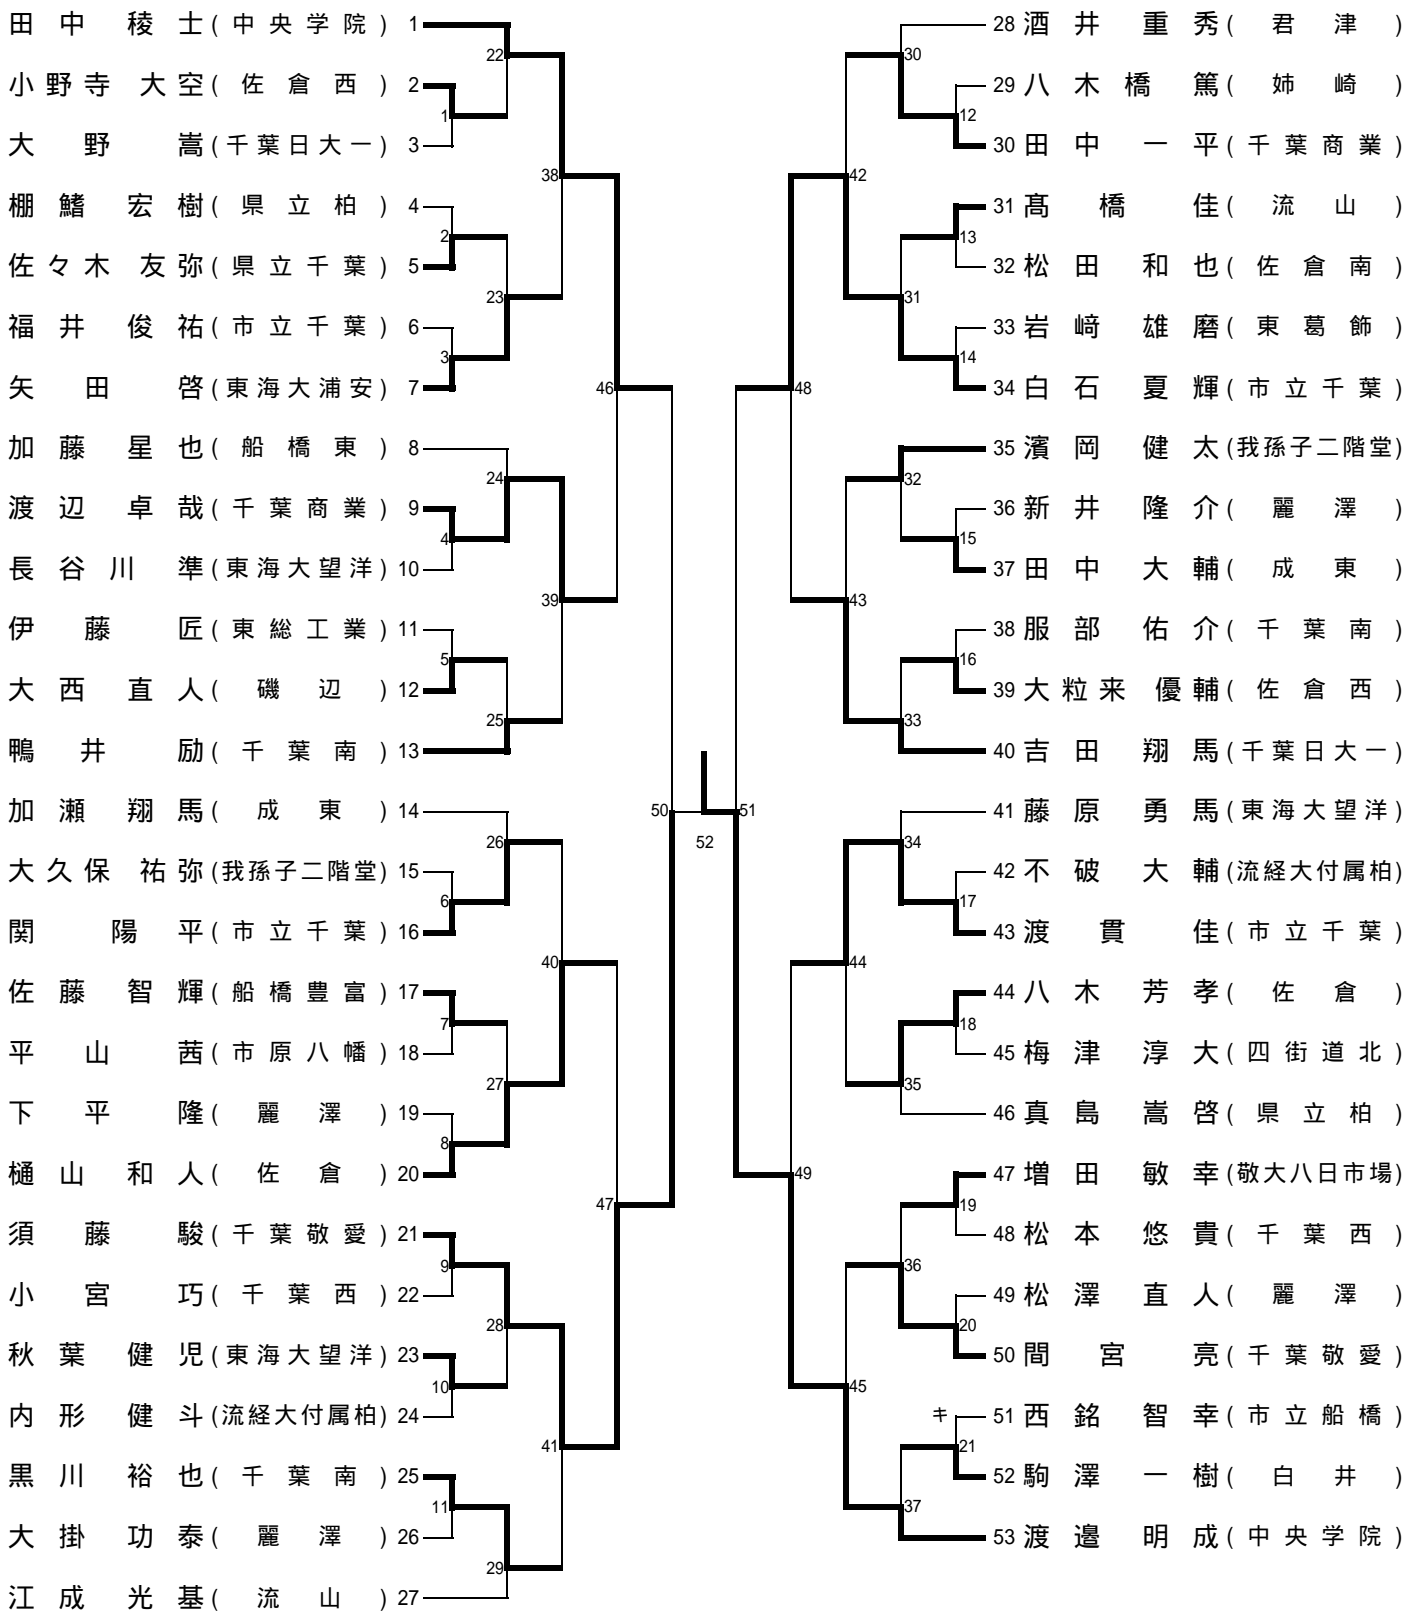 田中 稜士 (中央学院) 1
小野寺 大空 (佐倉西) 2
大野 嵩 (千葉日大一) 3
棚鰭 宏樹 (県立柏) 4
佐々木 友弥 (県立千葉) 5
福井 俊祐 (市立千葉) 6
矢田 啓 (東海大浦安) 7
加藤 星也 (船橋東) 8
渡辺 卓哉 (千葉商業) 9
長谷川 準 (東海大望洋) 10
伊藤 匠 (東総工業) 11
大西 直人 (磯辺) 12
鴨井 励 (千葉南) 13
加瀬 翔馬 (成東) 14
大久保 祐弥 (我孫子二階堂) 15
関 陽平 (市立千葉) 16
佐藤 智輝 (船橋豊富) 17
平山 茜 (市原八幡) 18
下平 隆 (麗澤) 19
樋山 和人 (佐倉) 20
須藤 駿 (千葉敬愛) 21
小宮 巧 (千葉西) 22
秋葉 健児 (東海大望洋) 23
内形 健斗 (流経大付属柏) 24
黒川 裕也 (千葉南) 25
大掛 功泰 (麗澤) 26
江成 光基 (流山) 27
22
1
38
2
23
3
46
24
4
39
5
25
50
26
6
40
7
27
8
47
9
28
10
41
11
29
52
51
30
12
42
13
31
14
48
32
15
43
16
33
34
17
44
18
35
49
19
36
20
45
キ
21
37
28 酒井 重秀 (君津)
29 八木橋 篤 (姉崎)
30 田中 一平 (千葉商業)
31 髙橋 佳 (流山)
32 松田 和也 (佐倉南)
33 岩﨑 雄磨 (東葛飾)
34 白石 夏輝 (市立千葉)
35 濱岡 健太 (我孫子二階堂)
36 新井 隆介 (麗澤)
37 田中 大輔 (成東)
38 服部 佑介 (千葉南)
39 大粒来 優輔 (佐倉西)
40 吉田 翔馬 (千葉日大一)
41 藤原 勇馬 (東海大望洋)
42 不破 大輔 (流経大付属柏)
43 渡貫 佳 (市立千葉)
44 八木 芳孝 (佐倉)
45 梅津 淳大 (四街道北)
46 真島 嵩啓 (県立柏)
47 増田 敏幸 (敬大八日市場)
48 松本 悠貴 (千葉西)
49 松澤 直人 (麗澤)
50 間宮 亮 (千葉敬愛)
51 西銘 智幸 (市立船橋)
52 駒澤 一樹 (白井)
53 渡邉 明成 (中央学院)